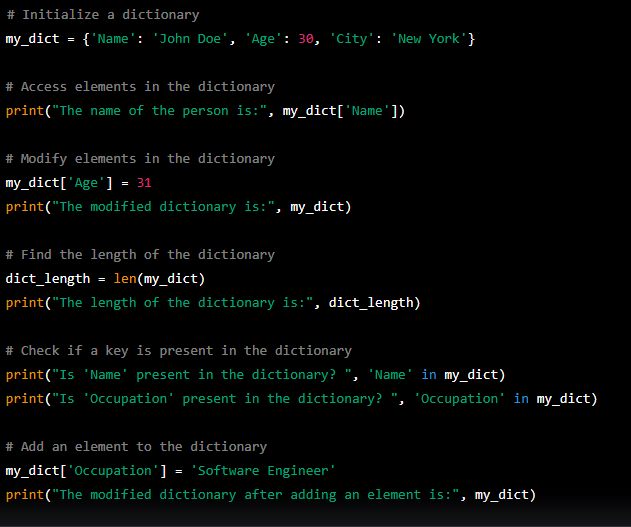 # Initialize a dictionary
my_dict = {'Name': 'John Doe', 'Age': 30, 'City': 'New York'}
# Access elements in the dictionary
print("The name of the person is:", my_dict['Name'])
# Modify elements in the dictionary
my_dict['Age'] = 31
print("The modified dictionary is:", my_dict)
# Find the length of the dictionary
dict_length = len(my_dict)
print("The length of the dictionary is:", dict_length)
# Check if a key is present in the dictionary
print("Is 'Name' present in the dictionary? ", 'Name' in my_dict)
print("Is 'Occupation' present in the dictionary? ", 'Occupation' in my_dict)
# Add an element to the dictionary
my_dict['Occupation'] = 'Software Engineer'
print("The modified dictionary after adding an element is:", my_dict)